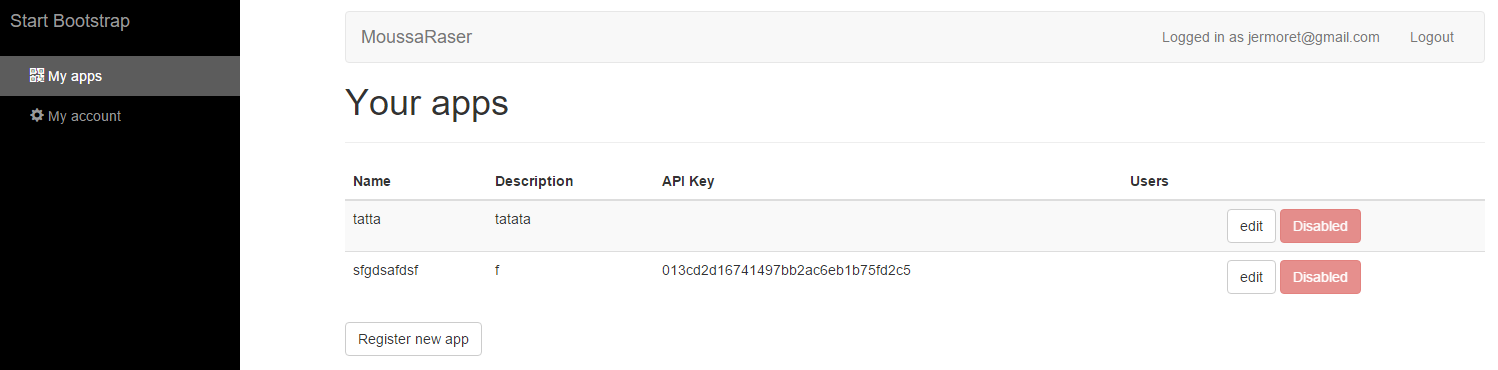 Start Bootstrap
My apps
My account
MoussaRaser Logged in as jermoret@gmail.com Logout
Your apps
Name Description API Key Users
tatta tatata edit Disabled
sfgdsafdsf f 013cd2d16741497bb2ac6eb1b75fd2c5 edit Disabled
Register new app